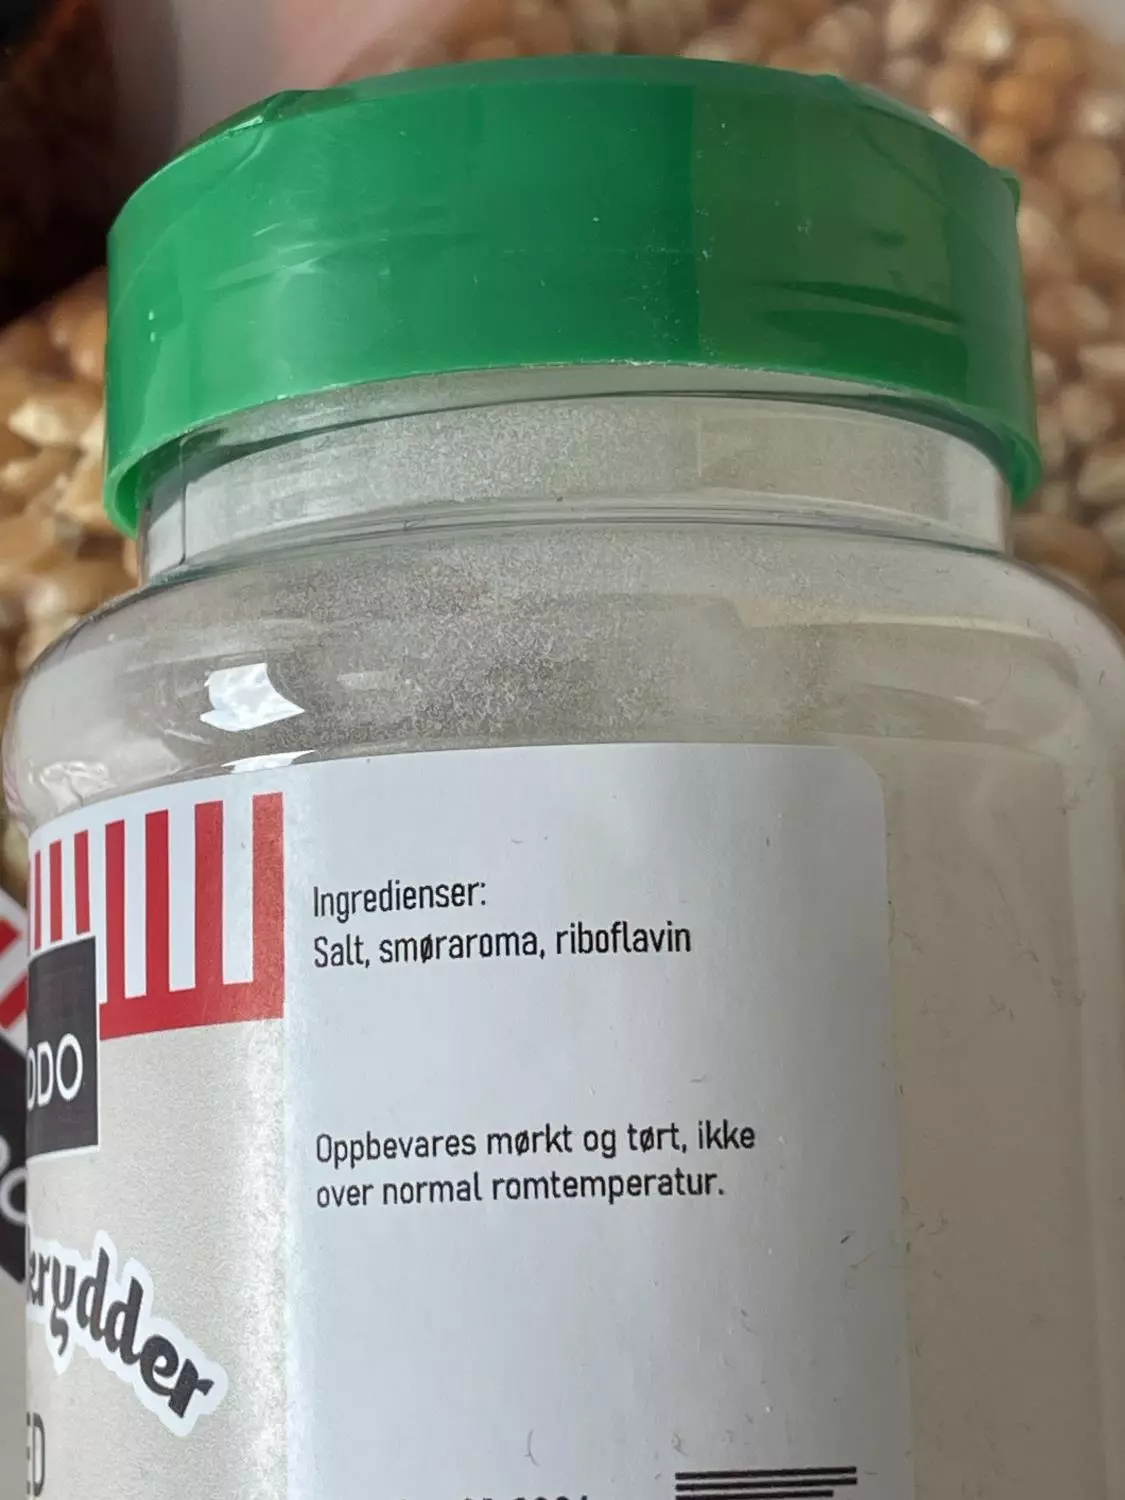 Ingredienser:
Salt, smøraroma, riboflavin
Oppbevares mørkt og tørt, ikke
over normal romtemperatur.